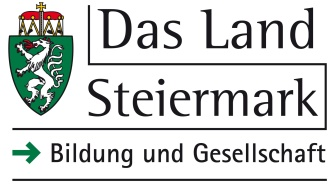 Das Land
Steiermark
→ Bildung und Gesellschaft